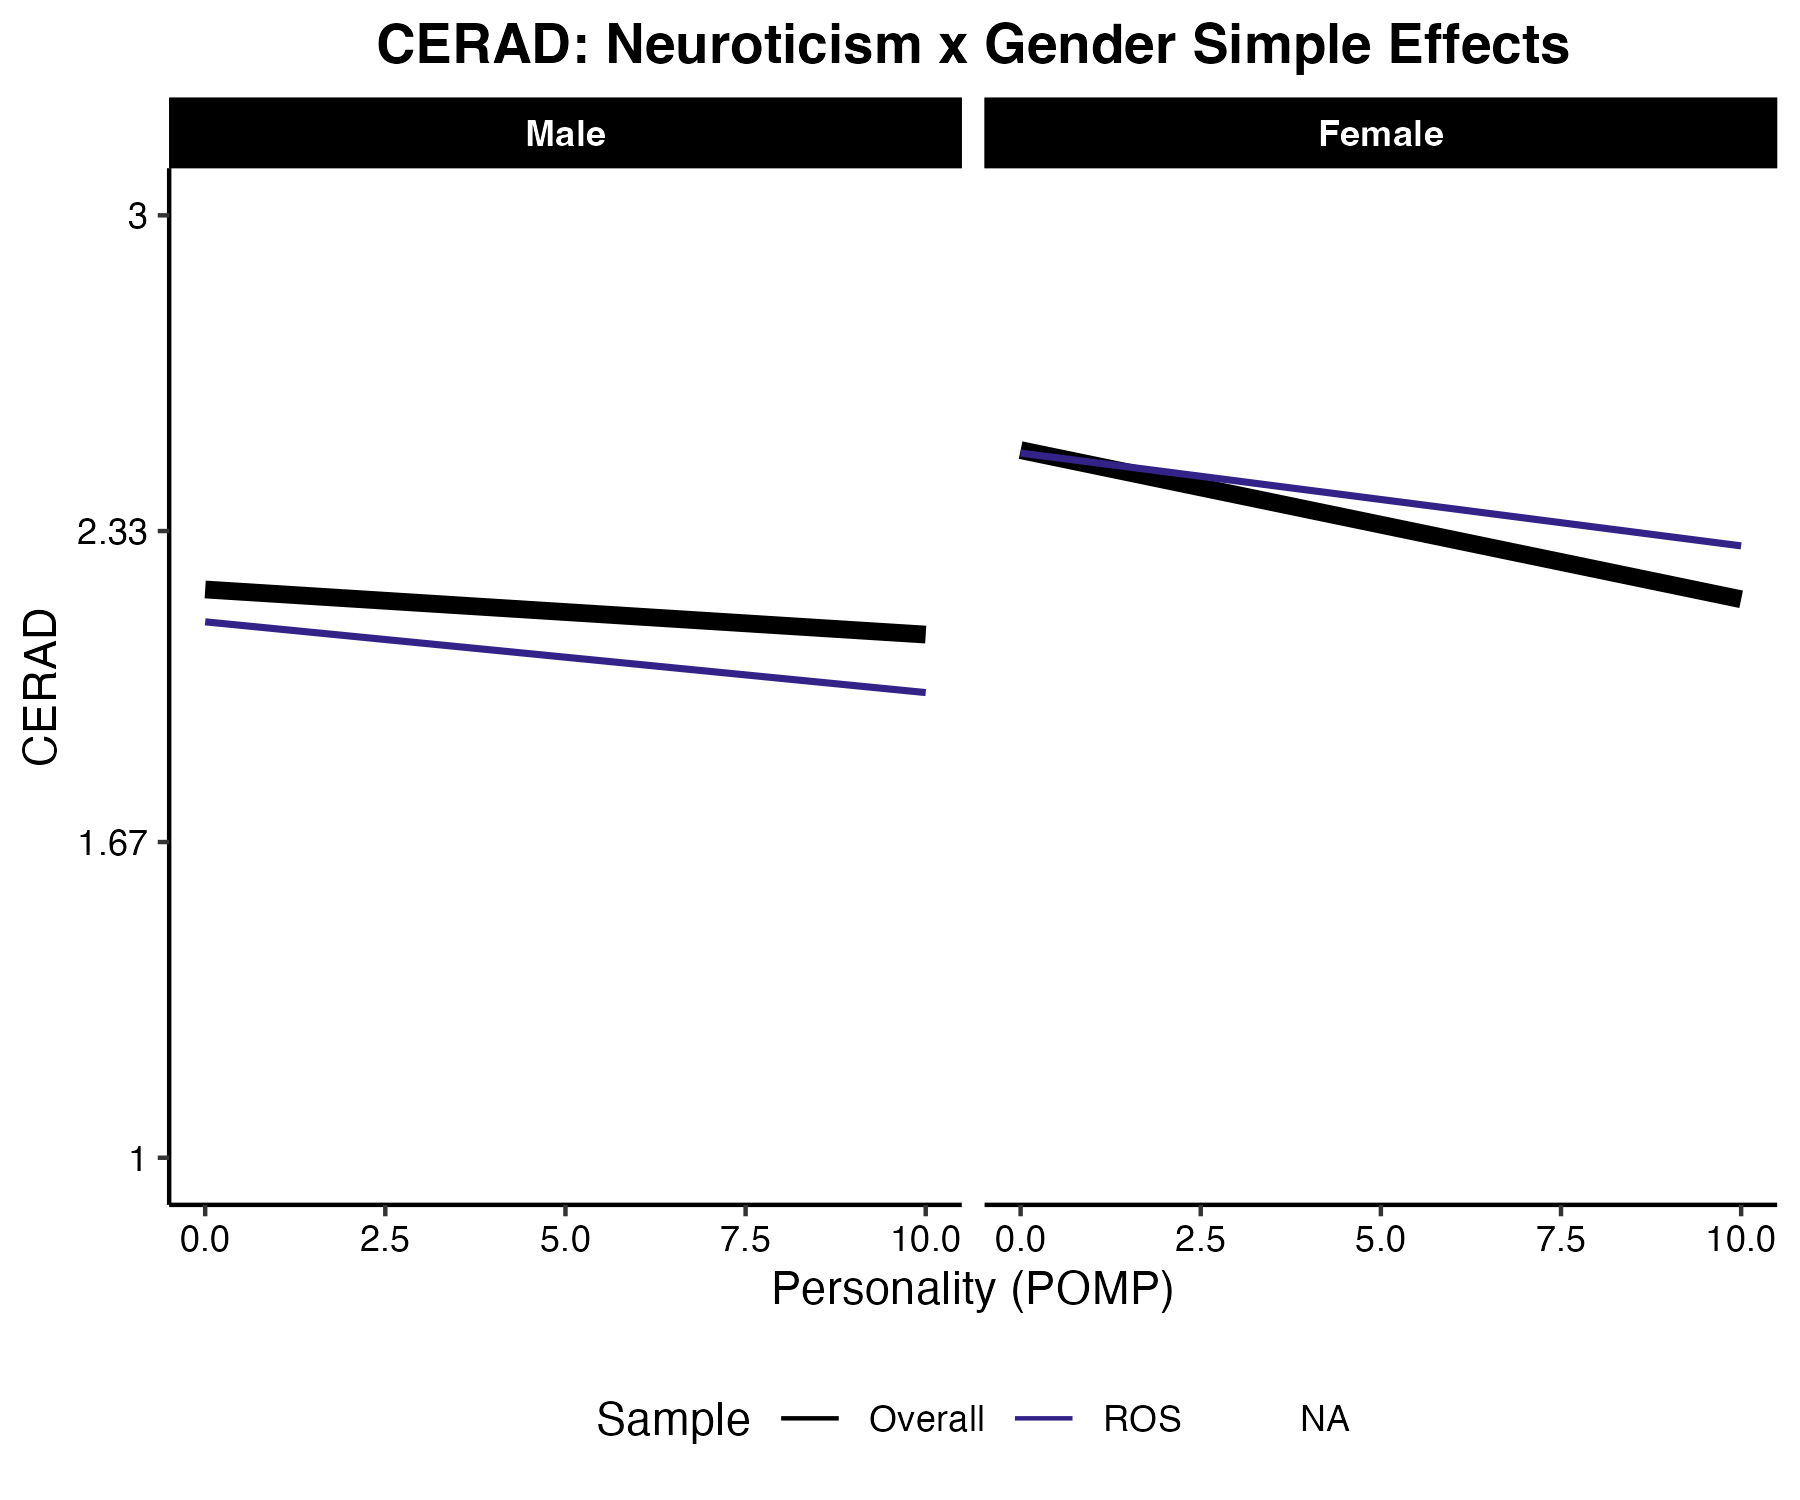 CERAD: Neuroticism x Gender Simple Effects
Male
Female
3
2.33
1.67
1
CERAD
0.0 2.5 5.0 7.5 10.0 0.0 2.5 5.0 7.5 10.0
Personality (POMP)
Sample Overall ROS NA